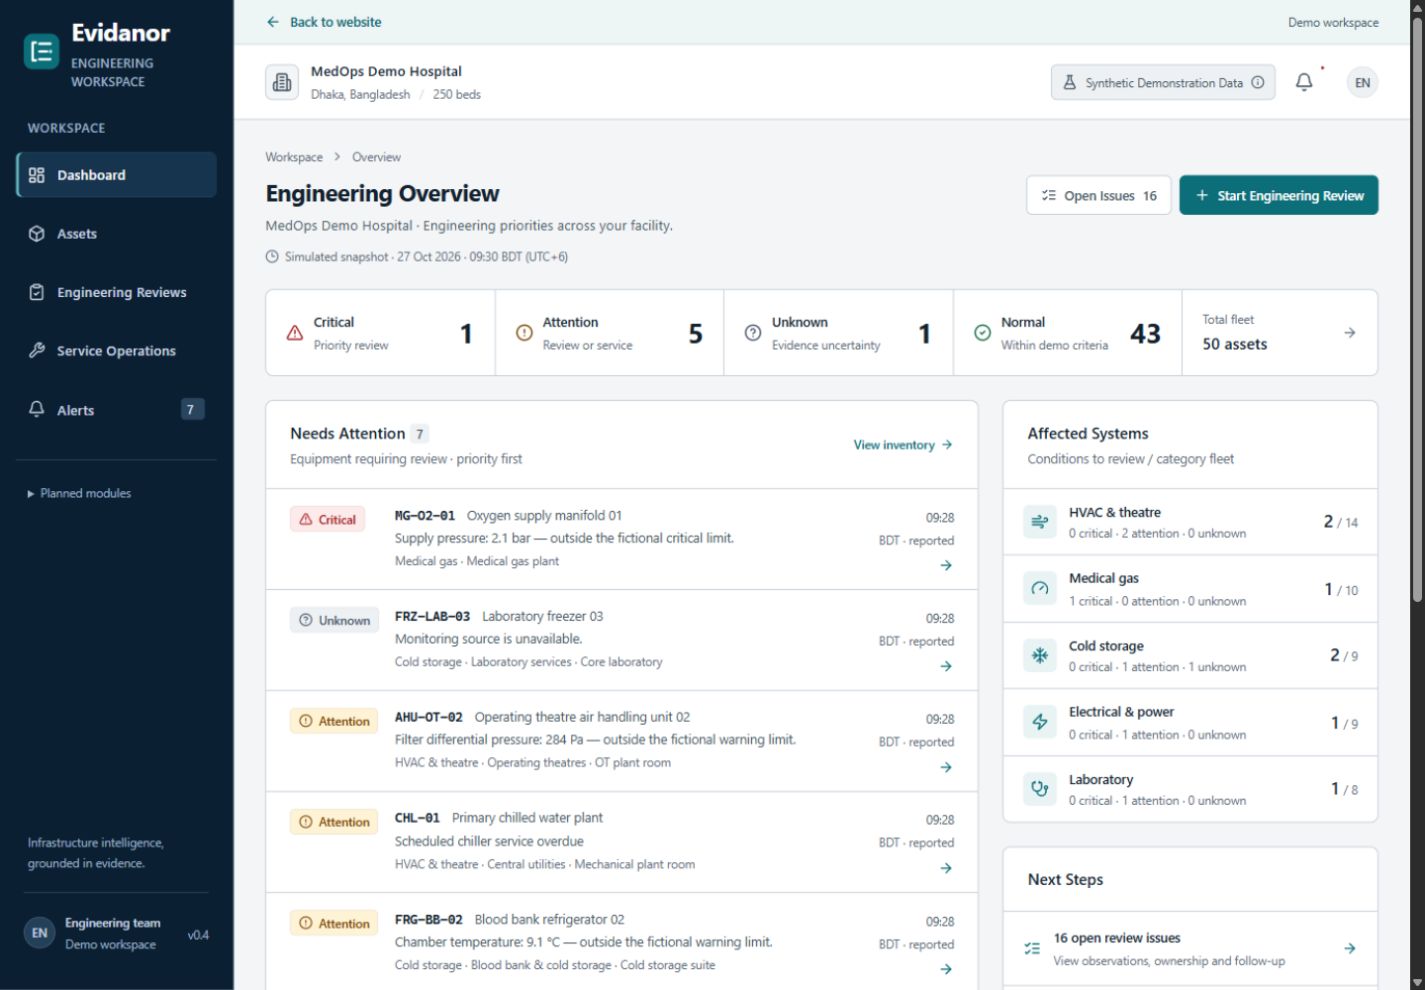 Evidanor
ENGINEERING
WORKSPACE
WORKSPACE
Dashboard
Assets
Engineering Reviews
Service Operations
Alerts 7
Planned modules
Infrastructure intelligence,
grounded in evidence.
EN Engineering team
Demo workspace
v0.4
Back to website
Demo workspace
MedOps Demo Hospital
Dhaka, Bangladesh / 250 beds
Synthetic Demonstration Data
EN
Workspace > Overview
Engineering Overview
MedOps Demo Hospital · Engineering priorities across your facility.
Simulated snapshot · 27 Oct 2026 · 09:30 BDT (UTC+6)
Open Issues 16
+ Start Engineering Review
Critical
Priority review
1
Attention
Review or service
5
Unknown
Evidence uncertainty
1
Normal
Within demo criteria
43
Total fleet
50 assets
Needs Attention 7
Equipment requiring review · priority first
View inventory
Critical
MG-O2-01 Oxygen supply manifold 01
Supply pressure: 2.1 bar — outside the fictional critical limit.
Medical gas · Medical gas plant
09:28
BDT · reported
Unknown
FRZ-LAB-03 Laboratory freezer 03
Monitoring source is unavailable.
Cold storage · Laboratory services · Core laboratory
09:28
BDT · reported
Attention
AHU-OT-02 Operating theatre air handling unit 02
Filter differential pressure: 284 Pa — outside the fictional warning limit.
HVAC & theatre · Operating theatres · OT plant room
09:28
BDT · reported
Attention
CHL-01 Primary chilled water plant
Scheduled chiller service overdue
HVAC & theatre · Central utilities · Mechanical plant room
09:28
BDT · reported
Attention
FRG-BB-02 Blood bank refrigerator 02
Chamber temperature: 9.1 °C — outside the fictional warning limit.
Cold storage · Blood bank & cold storage · Cold storage suite
09:28
BDT · reported
Affected Systems
Conditions to review / category fleet
HVAC & theatre
0 critical · 2 attention · 0 unknown
2 / 14
Medical gas
1 critical · 0 attention · 0 unknown
1 / 10
Cold storage
0 critical · 1 attention · 1 unknown
2 / 9
Electrical & power
0 critical · 1 attention · 0 unknown
1 / 9
Laboratory
0 critical · 1 attention · 0 unknown
1 / 8
Next Steps
16 open review issues
View observations, ownership and follow-up